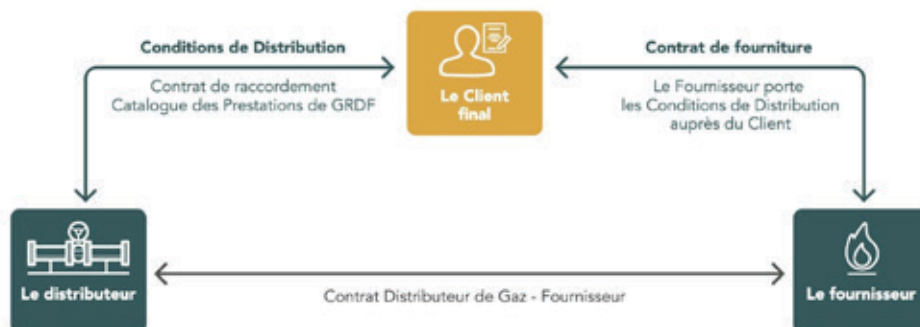 Conditions de Distribution
Contrat de raccordement
Catalogue des Prestations de GRDF
Le Client
final
Contrat de fourniture
Le Fournisseur porte
les Conditions de Distribution
auprès du Client
Le distributeur
Contrat Distributeur de Gaz - Fournisseur
Le fournisseur